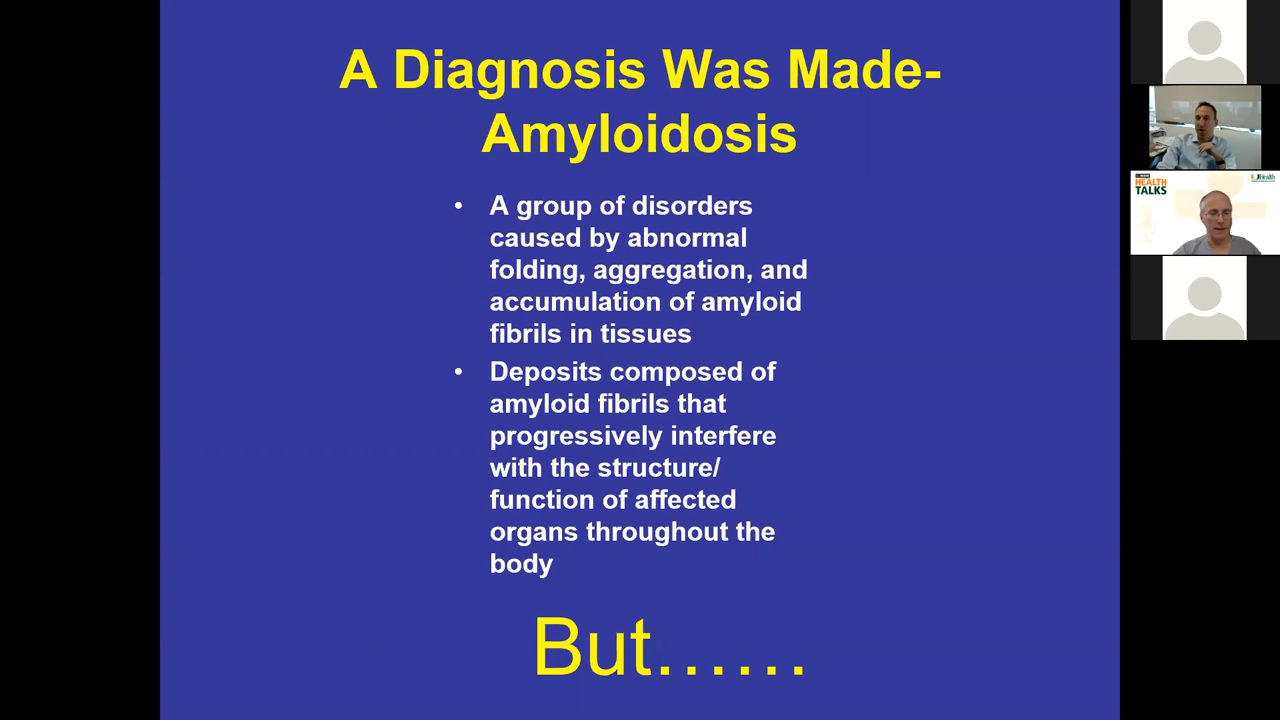 A Diagnosis Was Made-
Amyloidosis
• A group of disorders
caused by abnormal
folding, aggregation, and
accumulation of amyloid
fibrils in tissues
• Deposits composed of
amyloid fibrils that
progressively interfere
with the structure/
function of affected
organs throughout the
body
But……
HEALTH
TALKS
UHealth